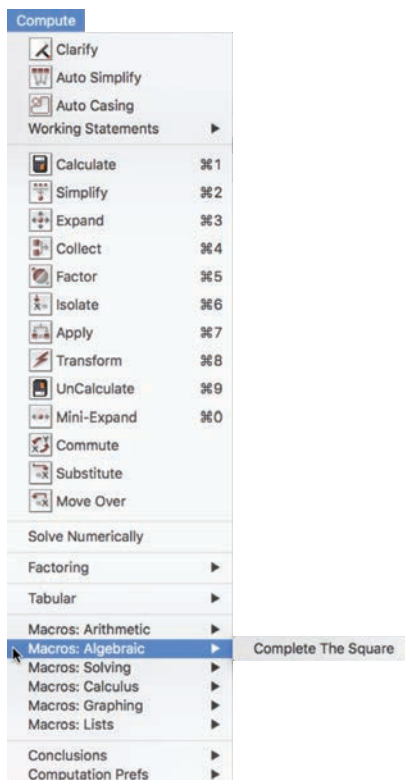 Compute
Clarify
Auto Simplify
Auto Casing
Working Statements
Calculate ⌘1
Simplify ⌘2
Expand ⌘3
Collect ⌘4
Factor ⌘5
Isolate ⌘6
Apply ⌘7
Transform ⌘8
UnCalculate ⌘9
Mini-Expand ⌘0
Commute
Substitute
Move Over
Solve Numerically
Factoring
Tabular
Macros: Arithmetic
Macros: Algebraic Complete The Square
Macros: Solving
Macros: Calculus
Macros: Graphing
Macros: Lists
Conclusions
Computation Prefs